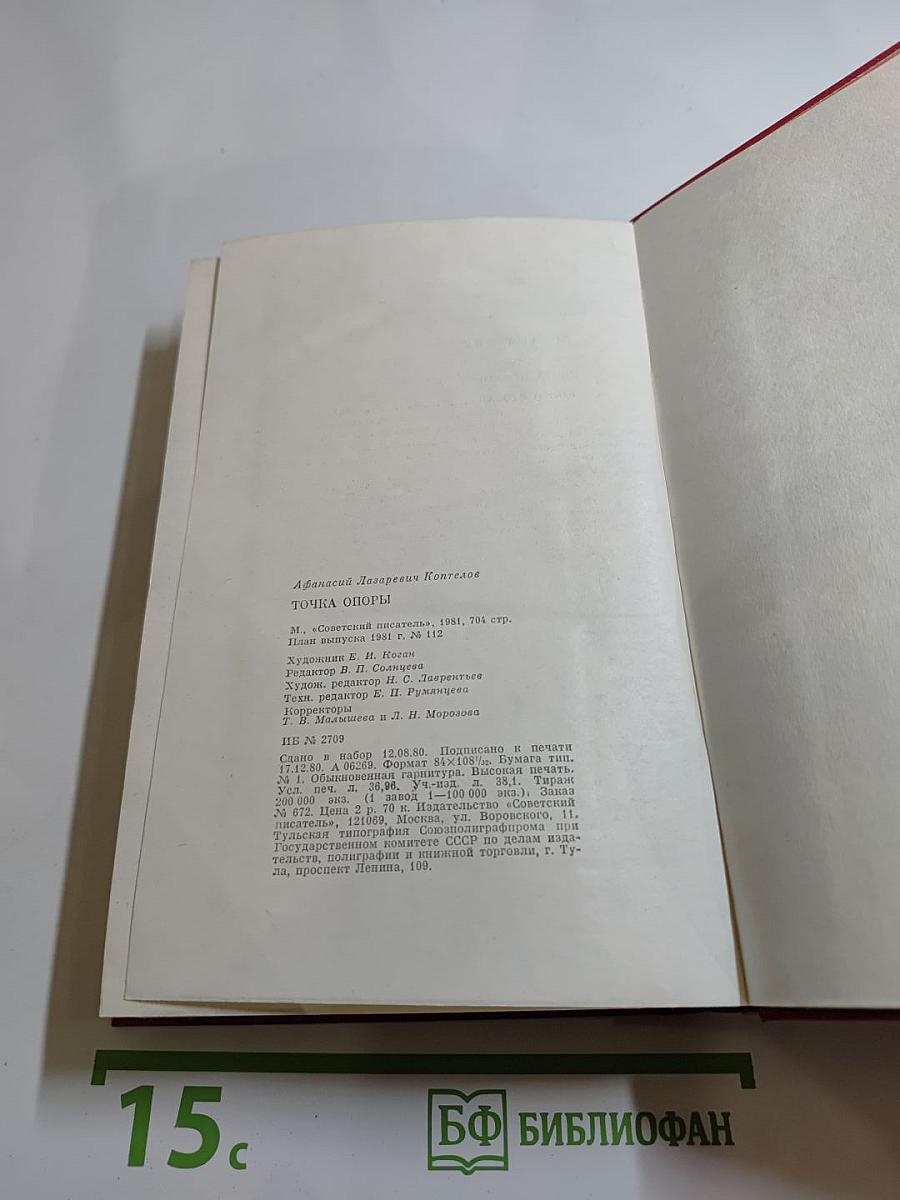 Афанасий Лазаревич Коптелов
ТОЧКА ОПОРЫ
М., «Советский писатель», 1981, 704 стр.
План выпуска 1981 г. № 112
Художник Е. И. Коган
Редактор В. П. Солнцева
Худож. редактор Н. С. Лаврентьев
Техн. редактор Е. П. Румянцева
Корректоры
Т. В. Малышева и Л. Н. Морозова
ИБ № 2709
Сдано в набор 12.08.80. Подписано к печати
17.12.80. А 06269. Формат 84×108¹/₃₂. Бумага тип.
№ 1. Обыкновенная гарнитура. Высокая печать.
Усл. печ. л. 36,96. Уч.-изд. л. 38,1. Тираж
200 000 экз. (1 завод 1—100 000 экз.). Заказ
№ 672. Цена 2 р. 70 к. Издательство «Советский
писатель», 121069, Москва, ул. Воровского, 11.
Тульская типография Союзполиграфпрома при
Государственном комитете СССР по делам изда-
тельств, полиграфии и книжной торговли, г. Ту-
ла, проспект Ленина, 109.
15 с
БФ БИБЛИОФАН